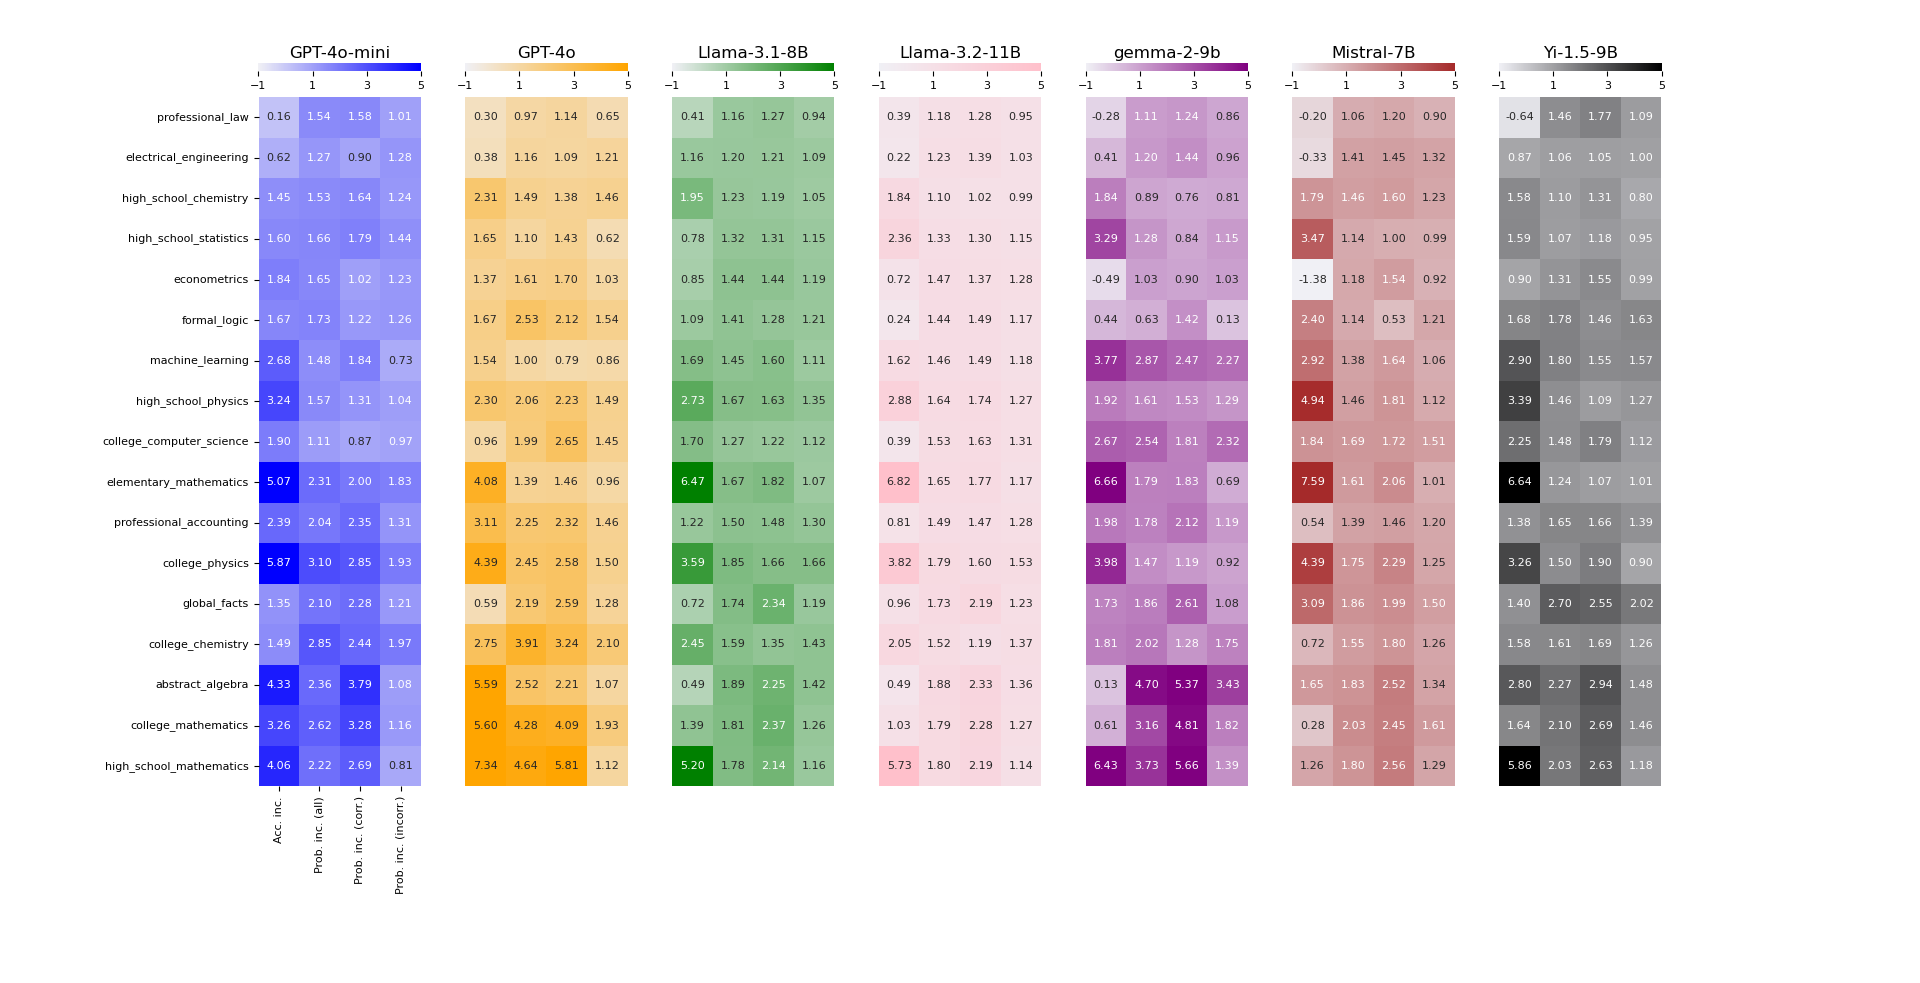 GPT-4o-mini GPT-4o Llama-3.1-8B Llama-3.2-11B gemma-2-9b Mistral-7B Yi-1.5-9B
−1 1 3 5 −1 1 3 5 −1 1 3 5 −1 1 3 5 −1 1 3 5 −1 1 3 5 −1 1 3 5
professional_law 0.16 1.54 1.58 1.01 0.30 0.97 1.14 0.65 0.41 1.16 1.27 0.94 0.39 1.18 1.28 0.95 -0.28 1.11 1.24 0.86 -0.20 1.06 1.20 0.90 -0.64 1.46 1.77 1.09
electrical_engineering 0.62 1.27 0.90 1.28 0.38 1.16 1.09 1.21 1.16 1.20 1.21 1.09 0.22 1.23 1.39 1.03 0.41 1.20 1.44 0.96 -0.33 1.41 1.45 1.32 0.87 1.06 1.05 1.00
high_school_chemistry 1.45 1.53 1.64 1.24 2.31 1.49 1.38 1.46 1.95 1.23 1.19 1.05 1.84 1.10 1.02 0.99 1.84 0.89 0.76 0.81 1.79 1.46 1.60 1.23 1.58 1.10 1.31 0.80
high_school_statistics 1.60 1.66 1.79 1.44 1.65 1.10 1.43 0.62 0.78 1.32 1.31 1.15 2.36 1.33 1.30 1.15 3.29 1.28 0.84 1.15 3.47 1.14 1.00 0.99 1.59 1.07 1.18 0.95
econometrics 1.84 1.65 1.02 1.23 1.37 1.61 1.70 1.03 0.85 1.44 1.44 1.19 0.72 1.47 1.37 1.28 -0.49 1.03 0.90 1.03 -1.38 1.18 1.54 0.92 0.90 1.31 1.55 0.99
formal_logic 1.67 1.73 1.22 1.26 1.67 2.53 2.12 1.54 1.09 1.41 1.28 1.21 0.24 1.44 1.49 1.17 0.44 0.63 1.42 0.13 2.40 1.14 0.53 1.21 1.68 1.78 1.46 1.63
machine_learning 2.68 1.48 1.84 0.73 1.54 1.00 0.79 0.86 1.69 1.45 1.60 1.11 1.62 1.46 1.49 1.18 3.77 2.87 2.47 2.27 2.92 1.38 1.64 1.06 2.90 1.80 1.55 1.57
high_school_physics 3.24 1.57 1.31 1.04 2.30 2.06 2.23 1.49 2.73 1.67 1.63 1.35 2.88 1.64 1.74 1.27 1.92 1.61 1.53 1.29 4.94 1.46 1.81 1.12 3.39 1.46 1.09 1.27
college_computer_science 1.90 1.11 0.87 0.97 0.96 1.99 2.65 1.45 1.70 1.27 1.22 1.12 0.39 1.53 1.63 1.31 2.67 2.54 1.81 2.32 1.84 1.69 1.72 1.51 2.25 1.48 1.79 1.12
elementary_mathematics 5.07 2.31 2.00 1.83 4.08 1.39 1.46 0.96 6.47 1.67 1.82 1.07 6.82 1.65 1.77 1.17 6.66 1.79 1.83 0.69 7.59 1.61 2.06 1.01 6.64 1.24 1.07 1.01
professional_accounting 2.39 2.04 2.35 1.31 3.11 2.25 2.32 1.46 1.22 1.50 1.48 1.30 0.81 1.49 1.47 1.28 1.98 1.78 2.12 1.19 0.54 1.39 1.46 1.20 1.38 1.65 1.66 1.39
college_physics 5.87 3.10 2.85 1.93 4.39 2.45 2.58 1.50 3.59 1.85 1.66 1.66 3.82 1.79 1.60 1.53 3.98 1.47 1.19 0.92 4.39 1.75 2.29 1.25 3.26 1.50 1.90 0.90
global_facts 1.35 2.10 2.28 1.21 0.59 2.19 2.59 1.28 0.72 1.74 2.34 1.19 0.96 1.73 2.19 1.23 1.73 1.86 2.61 1.08 3.09 1.86 1.99 1.50 1.40 2.70 2.55 2.02
college_chemistry 1.49 2.85 2.44 1.97 2.75 3.91 3.24 2.10 2.45 1.59 1.35 1.43 2.05 1.52 1.19 1.37 1.81 2.02 1.28 1.75 0.72 1.55 1.80 1.26 1.58 1.61 1.69 1.26
abstract_algebra 4.33 2.36 3.79 1.08 5.59 2.52 2.21 1.07 0.49 1.89 2.25 1.42 0.49 1.88 2.33 1.36 0.13 4.70 5.37 3.43 1.65 1.83 2.52 1.34 2.80 2.27 2.94 1.48
college_mathematics 3.26 2.62 3.28 1.16 5.60 4.28 4.09 1.93 1.39 1.81 2.37 1.26 1.03 1.79 2.28 1.27 0.61 3.16 4.81 1.82 0.28 2.03 2.45 1.61 1.64 2.10 2.69 1.46
high_school_mathematics 4.06 2.22 2.69 0.81 7.34 4.64 5.81 1.12 5.20 1.78 2.14 1.16 5.73 1.80 2.19 1.14 6.43 3.73 5.66 1.39 1.26 1.80 2.56 1.29 5.86 2.03 2.63 1.18
Acc. inc.
Prob. inc. (all)
Prob. inc. (corr.)
Prob. inc. (incorr.)